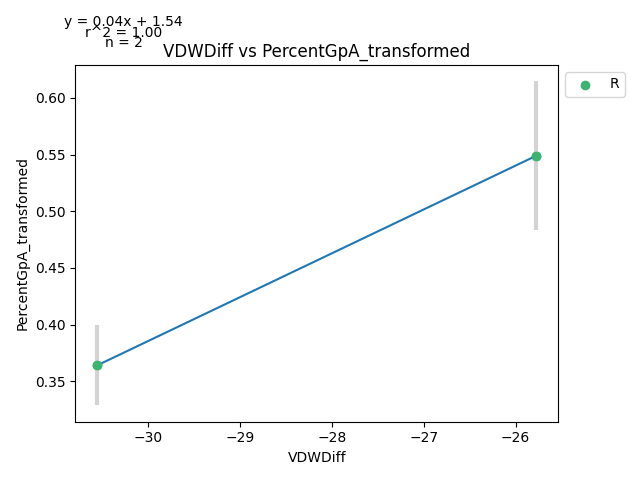 y = 0.04x + 1.54
r^2 = 1.00
n = 2
VDWDiff vs PercentGpA_transformed
R
PercentGpA_transformed
0.60
0.55
0.50
0.45
0.40
0.35
−30
−29
−28
−27
−26
VDWDiff